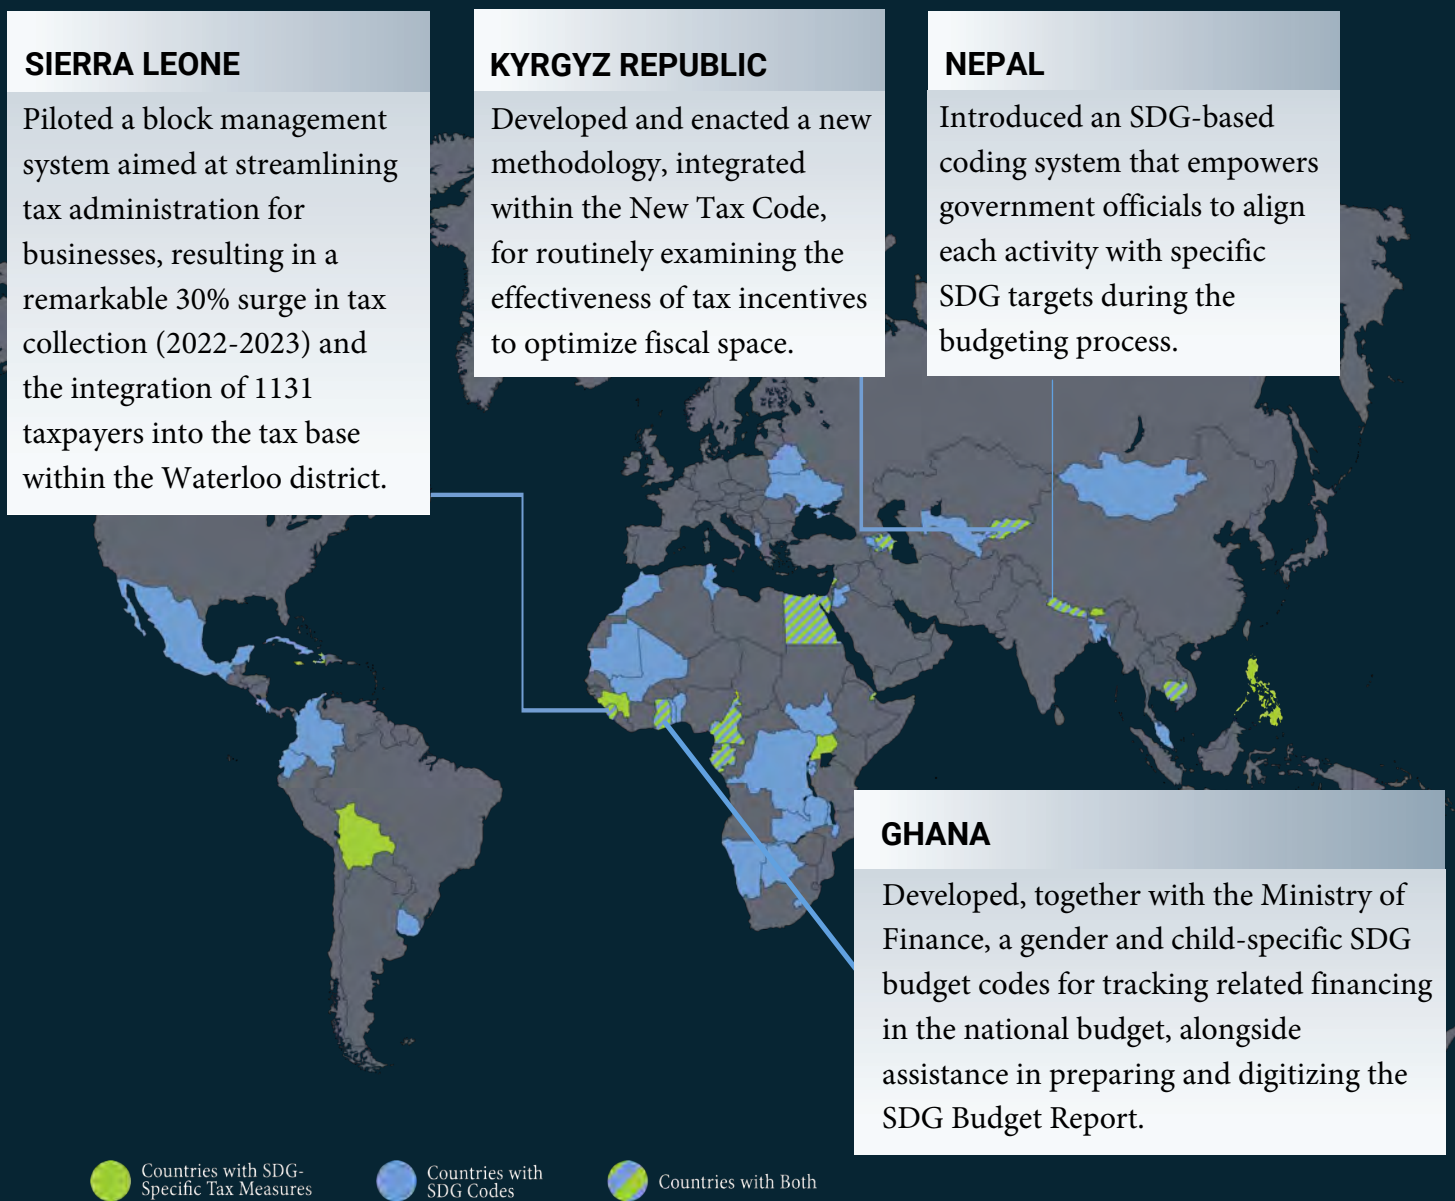 SIERRA LEONE
Piloted a block management
system aimed at streamlining
tax administration for
businesses, resulting in a
remarkable 30% surge in tax
collection (2022-2023) and
the integration of 1131
taxpayers into the tax base
within the Waterloo district.
KYRGYZ REPUBLIC
Developed and enacted a new
methodology, integrated
within the New Tax Code,
for routinely examining the
effectiveness of tax incentives
to optimize fiscal space.
NEPAL
Introduced an SDG-based
coding system that empowers
government officials to align
each activity with specific
SDG targets during the
budgeting process.
GHANA
Developed, together with the Ministry of
Finance, a gender and child-specific SDG
budget codes for tracking related financing
in the national budget, alongside
assistance in preparing and digitizing the
SDG Budget Report.
Countries with SDG-
Specific Tax Measures
Countries with
SDG Codes
Countries with Both